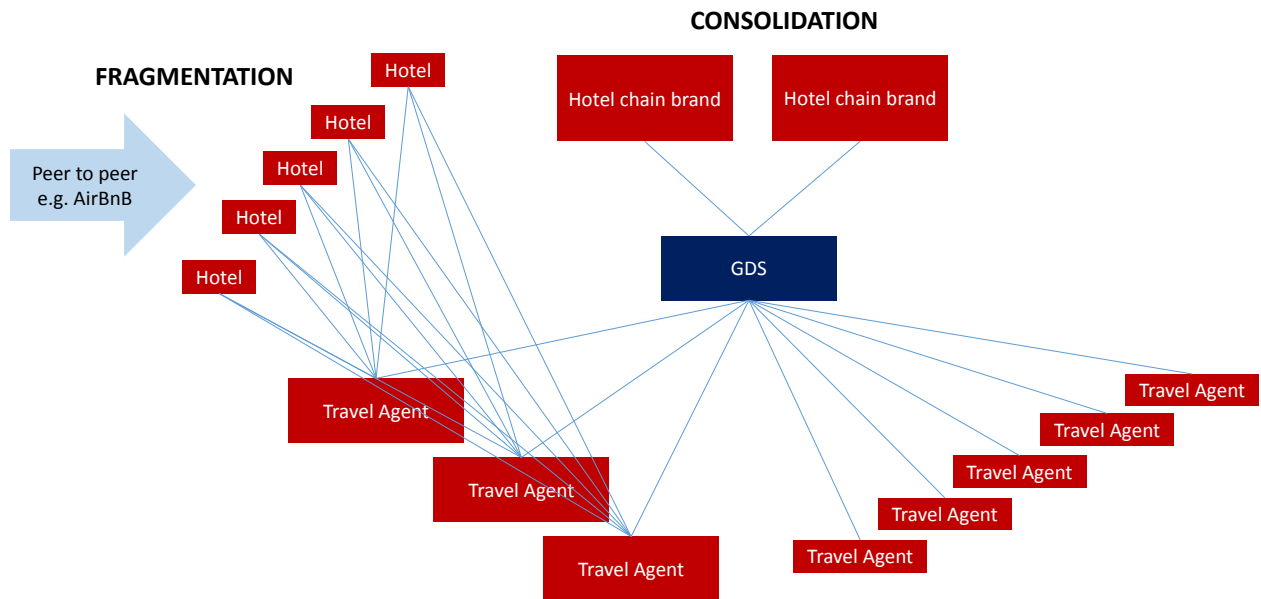 CONSOLIDATION
FRAGMENTATION
Hotel
Hotel chain brand
Hotel chain brand
Hotel
Hotel
Peer to peer
e.g. AirBnB
Hotel
Hotel
GDS
Travel Agent
Travel Agent
Travel Agent
Travel Agent
Travel Agent
Travel Agent
Travel Agent
Travel Agent